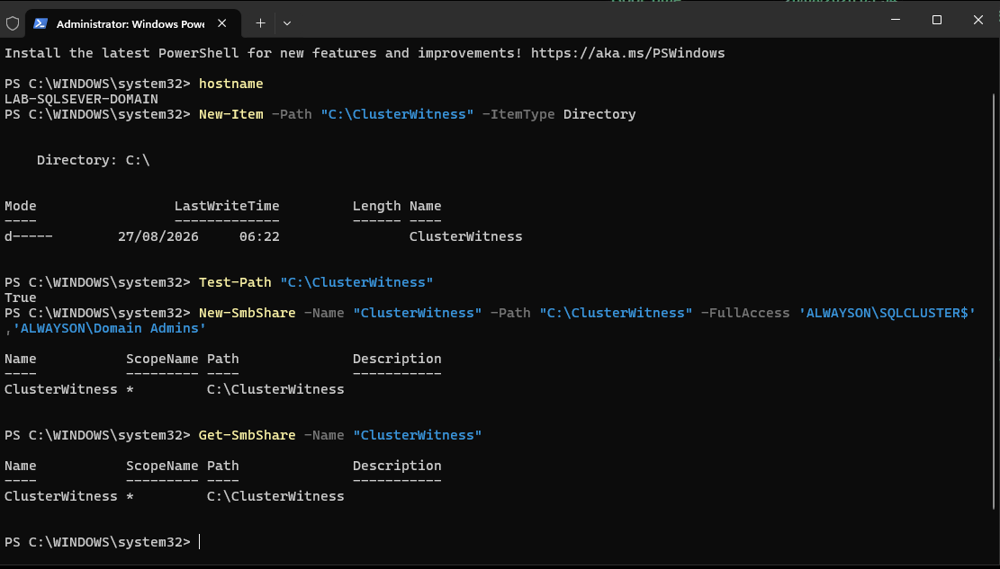 Administrator: Windows Powe
Install the latest PowerShell for new features and improvements! https://aka.ms/PSWindows
PS C:\WINDOWS\system32> hostname
LAB-SQLSEVER-DOMAIN
PS C:\WINDOWS\system32> New-Item -Path "C:\ClusterWitness" -ItemType Directory
Directory: C:\
Mode LastWriteTime Length Name
---- ------------- ------ ----
d----- 27/08/2026 06:22 ClusterWitness
PS C:\WINDOWS\system32> Test-Path "C:\ClusterWitness"
True
PS C:\WINDOWS\system32> New-SmbShare -Name "ClusterWitness" -Path "C:\ClusterWitness" -FullAccess 'ALWAYSON\SQLCLUSTER$'
,'ALWAYSON\Domain Admins'
Name ScopeName Path Description
---- --------- ---- -----------
ClusterWitness * C:\ClusterWitness
PS C:\WINDOWS\system32> Get-SmbShare -Name "ClusterWitness"
Name ScopeName Path Description
---- --------- ---- -----------
ClusterWitness * C:\ClusterWitness
PS C:\WINDOWS\system32>